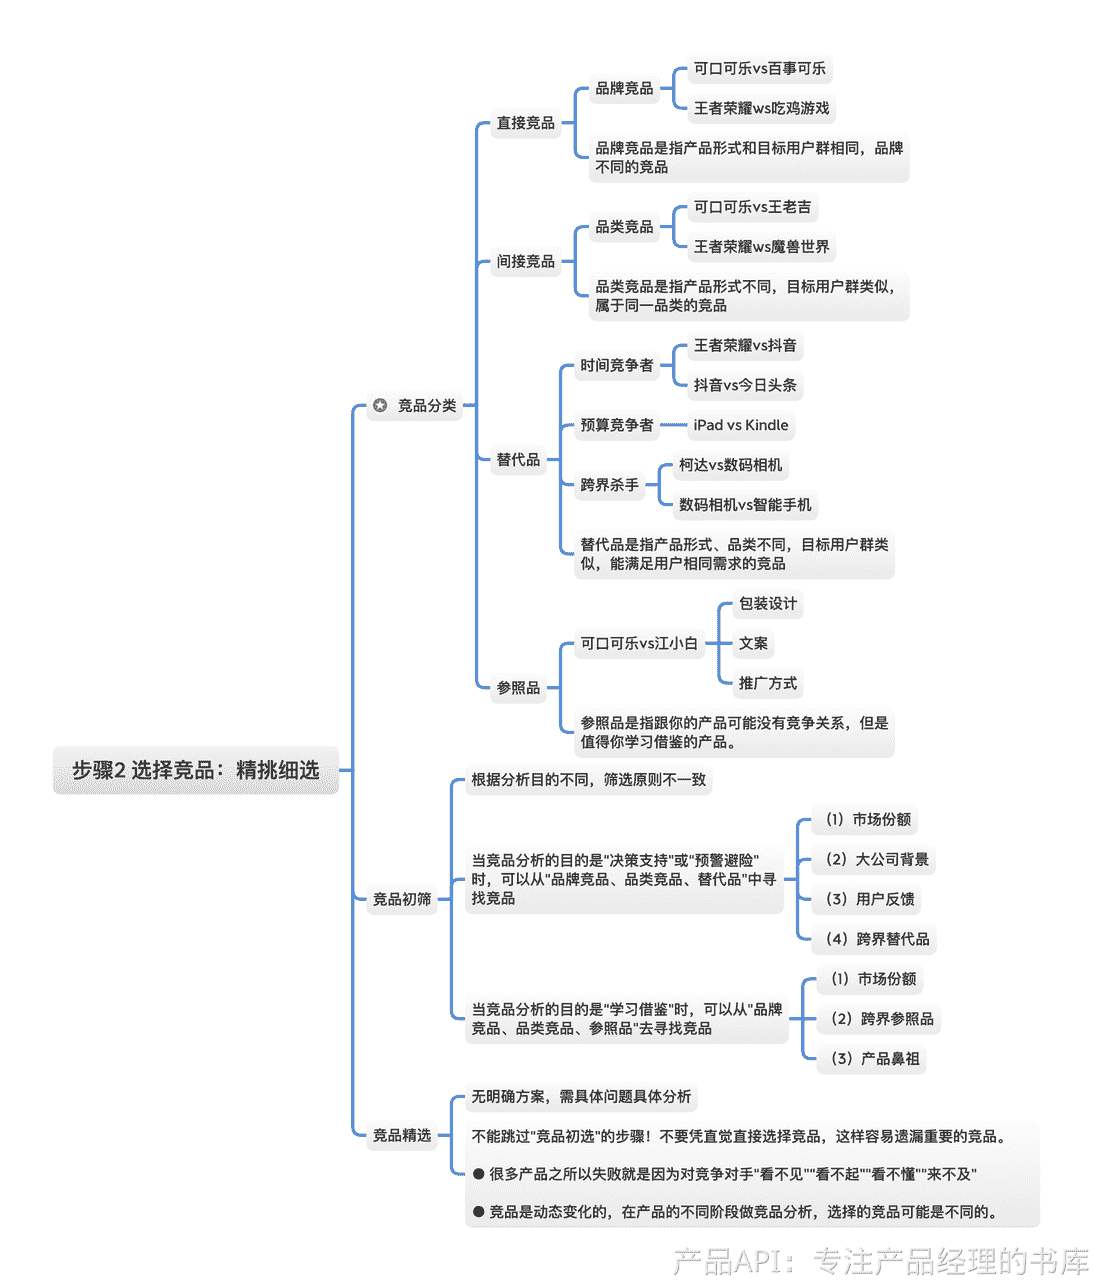 步骤2 选择竞品：精挑细选
竞品分类
直接竞品
品牌竞品
可口可乐vs百事可乐
王者荣耀ws吃鸡游戏
品牌竞品是指产品形式和目标用户群相同，品牌
不同的竞品
间接竞品
品类竞品
可口可乐vs王老吉
王者荣耀ws魔兽世界
品类竞品是指产品形式不同，目标用户群类似，
属于同一品类的竞品
替代品
时间竞争者
王者荣耀vs抖音
抖音vs今日头条
预算竞争者
iPad vs Kindle
跨界杀手
柯达vs数码相机
数码相机vs智能手机
替代品是指产品形式、品类不同，目标用户群类
似，能满足用户相同需求的竞品
参照品
可口可乐vs江小白
包装设计
文案
推广方式
参照品是指跟你的产品可能没有竞争关系，但是
值得你学习借鉴的产品。
竞品初筛
根据分析目的不同，筛选原则不一致
当竞品分析的目的是"决策支持"或"预警避险"
时，可以从"品牌竞品、品类竞品、替代品"中寻
找竞品
（1）市场份额
（2）大公司背景
（3）用户反馈
（4）跨界替代品
当竞品分析的目的是"学习借鉴"时，可以从"品牌
竞品、品类竞品、参照品"去寻找竞品
（1）市场份额
（2）跨界参照品
（3）产品鼻祖
竞品精选
无明确方案，需具体问题具体分析
不能跳过"竞品初选"的步骤！不要凭直觉直接选择竞品，这样容易遗漏重要的竞品。
● 很多产品之所以失败就是因为对竞争对手"看不见""看不起""看不懂""来不及"
● 竞品是动态变化的，在产品的不同阶段做竞品分析，选择的竞品可能是不同的。
产品API：专注产品经理的书库